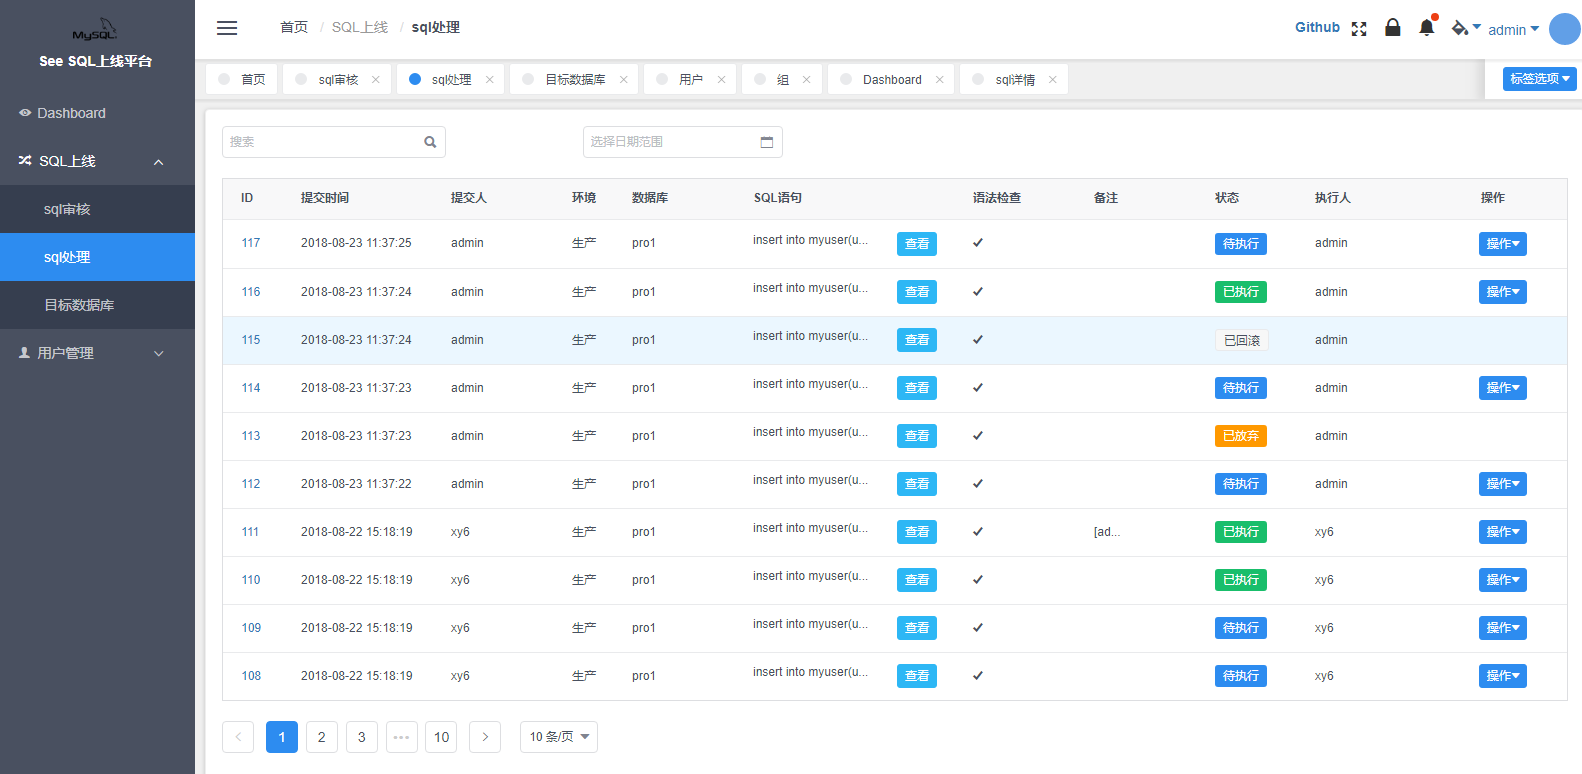 MySQL
See SQL上线平台
Dashboard
SQL上线
sql审核
sql处理
目标数据库
用户管理
首页 / SQL上线 / sql处理
Github
admin
首页
sql审核
sql处理
目标数据库
用户
组
Dashboard
sql详情
标签选项
搜索
选择日期范围
ID 提交时间 提交人 环境 数据库 SQL语句 语法检查 备注 状态 执行人 操作
117 2018-08-23 11:37:25 admin 生产 pro1 insert into myuser(u... 查看 待执行 admin 操作
116 2018-08-23 11:37:24 admin 生产 pro1 insert into myuser(u... 查看 已执行 admin 操作
115 2018-08-23 11:37:24 admin 生产 pro1 insert into myuser(u... 查看 已回滚 admin
114 2018-08-23 11:37:23 admin 生产 pro1 insert into myuser(u... 查看 待执行 admin 操作
113 2018-08-23 11:37:23 admin 生产 pro1 insert into myuser(u... 查看 已放弃 admin
112 2018-08-23 11:37:22 admin 生产 pro1 insert into myuser(u... 查看 待执行 admin 操作
111 2018-08-22 15:18:19 xy6 生产 pro1 insert into myuser(u... 查看 [ad... 已执行 xy6 操作
110 2018-08-22 15:18:19 xy6 生产 pro1 insert into myuser(u... 查看 已执行 xy6 操作
109 2018-08-22 15:18:19 xy6 生产 pro1 insert into myuser(u... 查看 待执行 xy6 操作
108 2018-08-22 15:18:19 xy6 生产 pro1 insert into myuser(u... 查看 待执行 xy6 操作
1 2 3 ••• 10 10 条/页